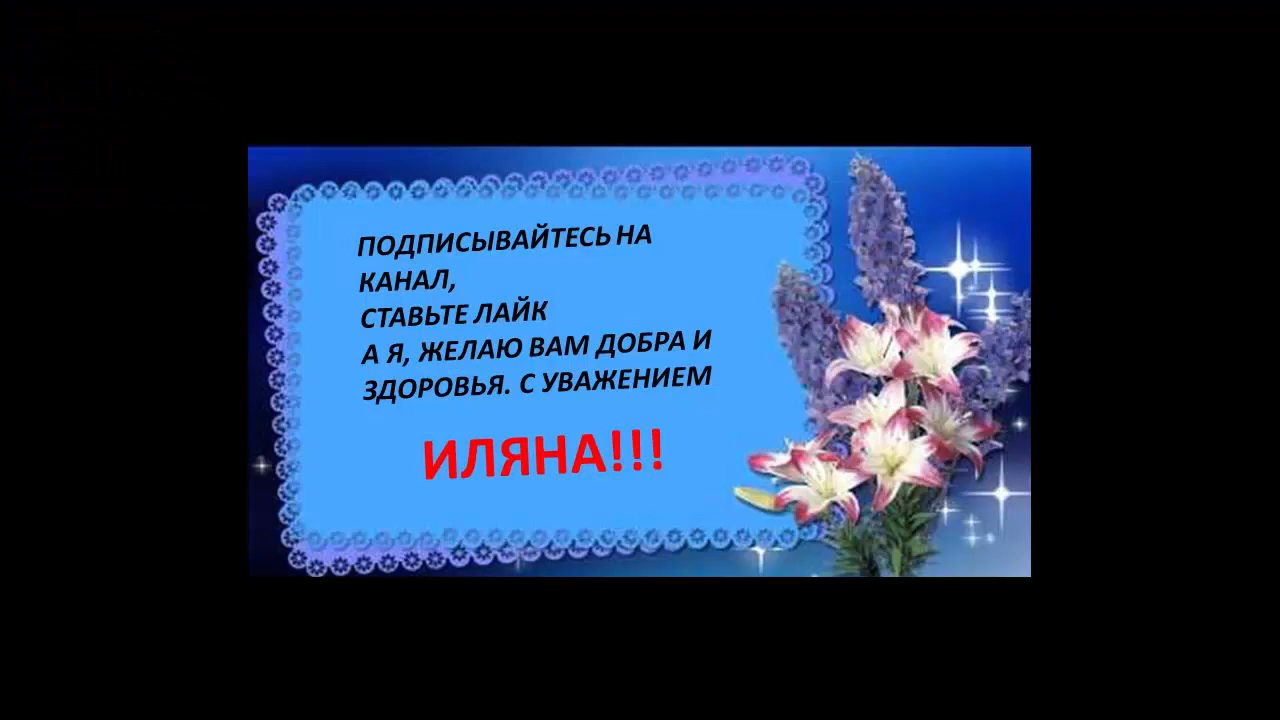 ПОДПИСЫВАЙТЕСЬ НА
КАНАЛ,
СТАВЬТЕ ЛАЙК
А Я, ЖЕЛАЮ ВАМ ДОБРА И
ЗДОРОВЬЯ. С УВАЖЕНИЕМ
ИЛЯНА!!!